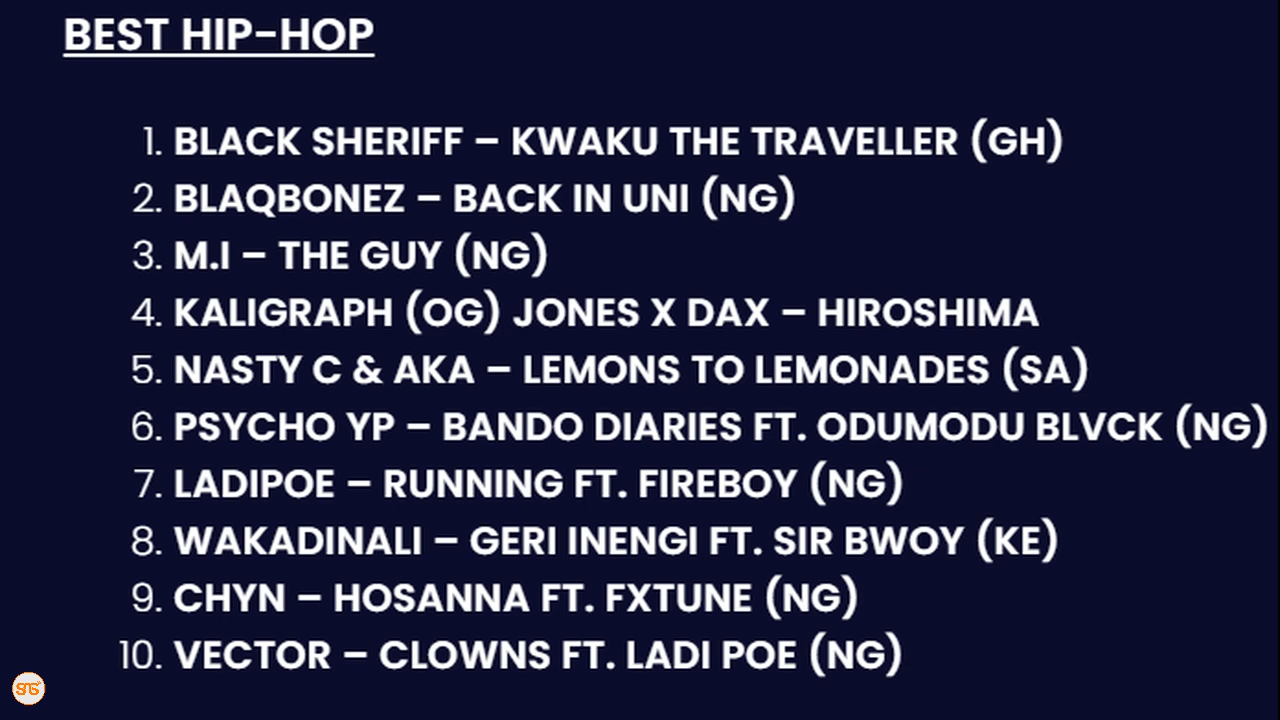 BEST HIP-HOP
1. BLACK SHERIFF – KWAKU THE TRAVELLER (GH)
2. BLAQBONEZ – BACK IN UNI (NG)
3. M.I – THE GUY (NG)
4. KALIGRAPH (OG) JONES X DAX – HIROSHIMA
5. NASTY C & AKA – LEMONS TO LEMONADES (SA)
6. PSYCHO YP – BANDO DIARIES FT. ODUMODU BLVCK (NG)
7. LADIPOE – RUNNING FT. FIREBOY (NG)
8. WAKADINALI – GERI INENGI FT. SIR BWOY (KE)
9. CHYN – HOSANNA FT. FXTUNE (NG)
10. VECTOR – CLOWNS FT. LADI POE (NG)